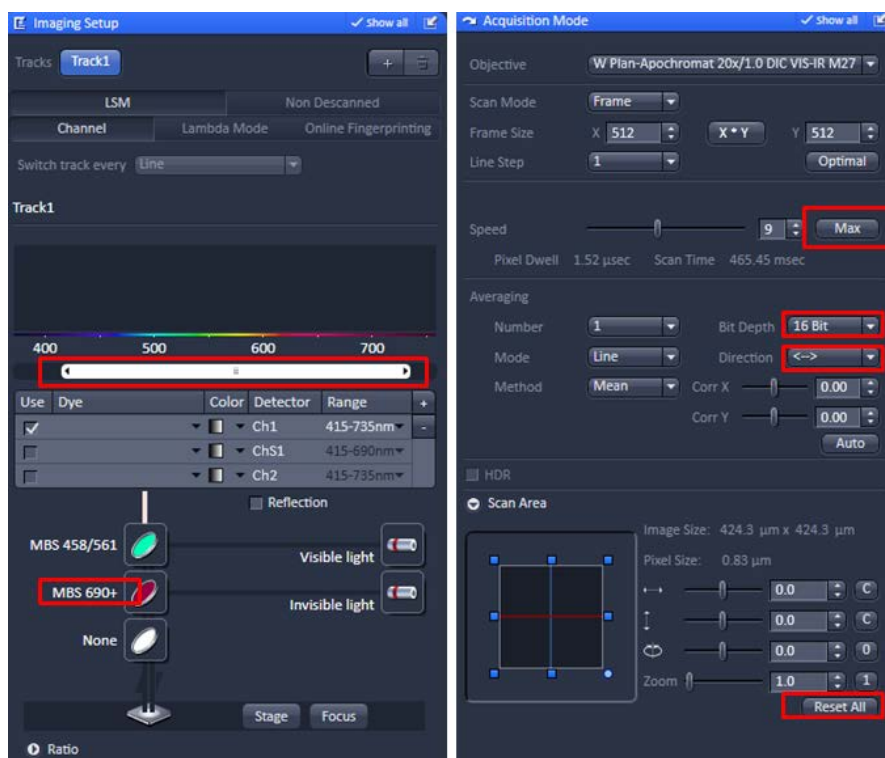 Imaging Setup
Show all
Tracks Track1 +
LSM Non Descanned
Channel Lambda Mode Online Fingerprinting
Switch track every Line
Track1
400 500 600 700
Use Dye Color Detector Range +
Ch1 415-735nm -
ChS1 415-690nm
Ch2 415-735nm
Reflection
MBS 458/561
Visible light
MBS 690+
Invisible light
None
Stage Focus
Ratio
Acquisition Mode
Show all
Objective W Plan-Apochromat 20x/1.0 DIC VIS-IR M27
Scan Mode Frame
Frame Size X 512 X * Y Y 512
Line Step 1 Optimal
Speed 9 Max
Pixel Dwell 1.52 µsec Scan Time 465.45 msec
Averaging
Number 1 Bit Depth 16 Bit
Mode Line Direction <-->
Method Mean Corr X 0.00
Corr Y 0.00
Auto
HDR
Scan Area
Image Size: 424.3 µm x 424.3 µm
Pixel Size: 0.83 µm
0.0 C
0.0 C
0.0 0
Zoom 1.0 1
Reset All